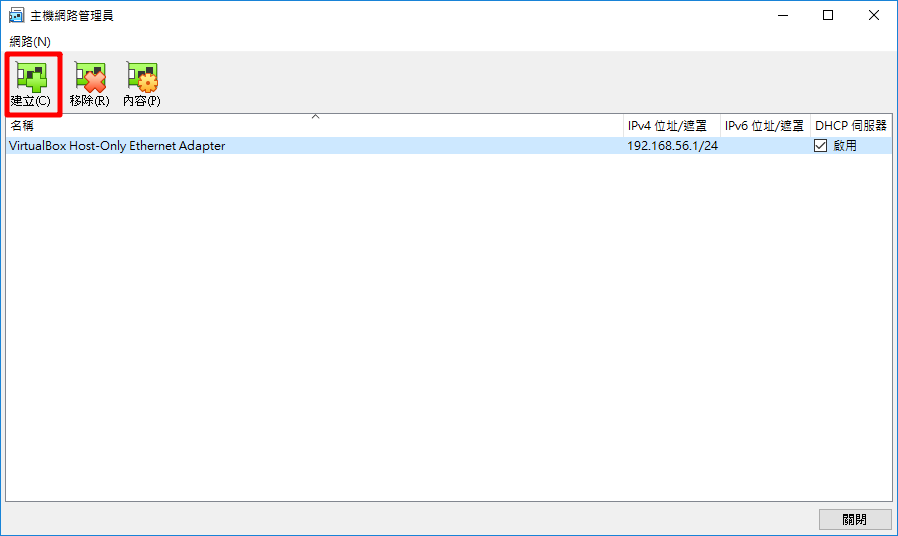 主機網路管理員
網路(N)
建立(C) 移除(R) 內容(P)
名稱 IPv4 位址/遮罩 IPv6 位址/遮罩 DHCP 伺服器
VirtualBox Host-Only Ethernet Adapter 192.168.56.1/24 啟用
關閉